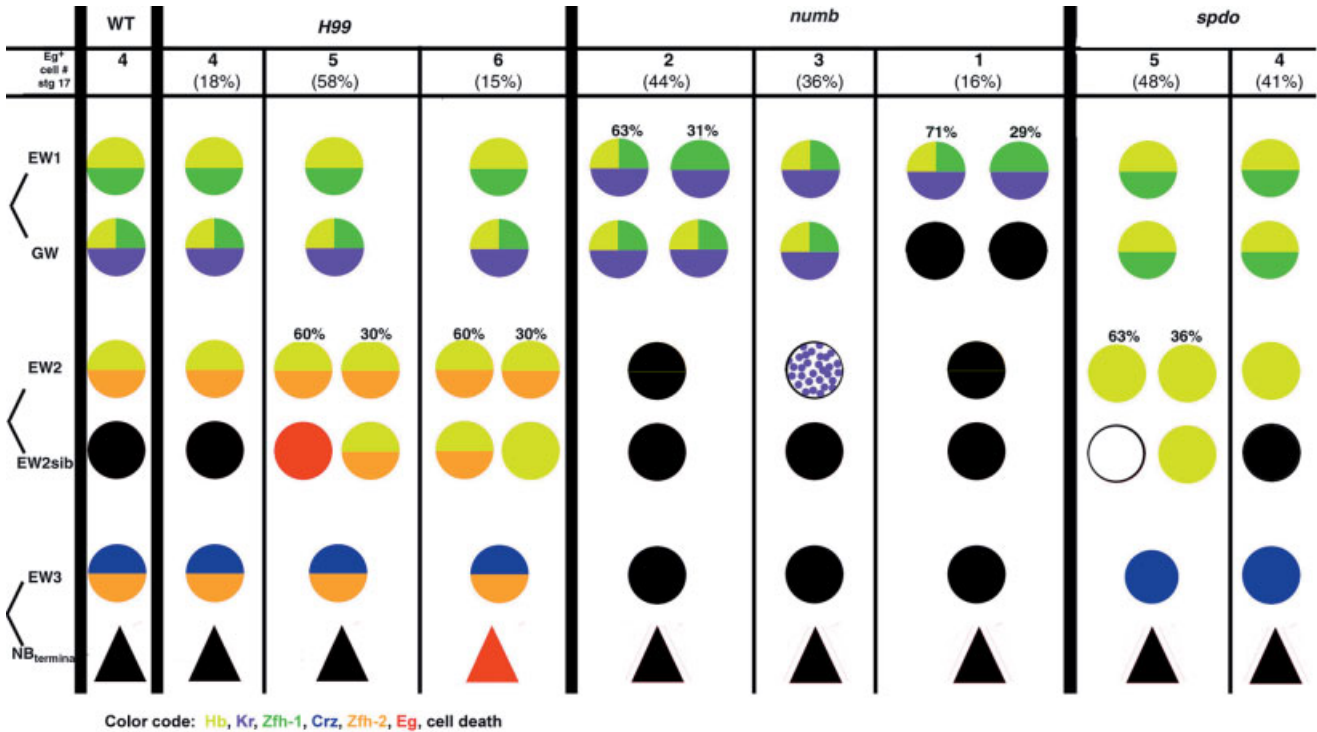 WT H99 numb spdo
Eg+ cell # stg 17
4 4 5 6 2 3 1 5 4
(18%) (58%) (15%) (44%) (36%) (16%) (48%) (41%)
63% 31% 71% 29%
EW1
GW
60% 30% 60% 30% 63% 36%
EW2
EW2sib
EW3
NBtermina
Color code: Hb, Kr, Zfh-1, Crz, Zfh-2, Eg, cell death